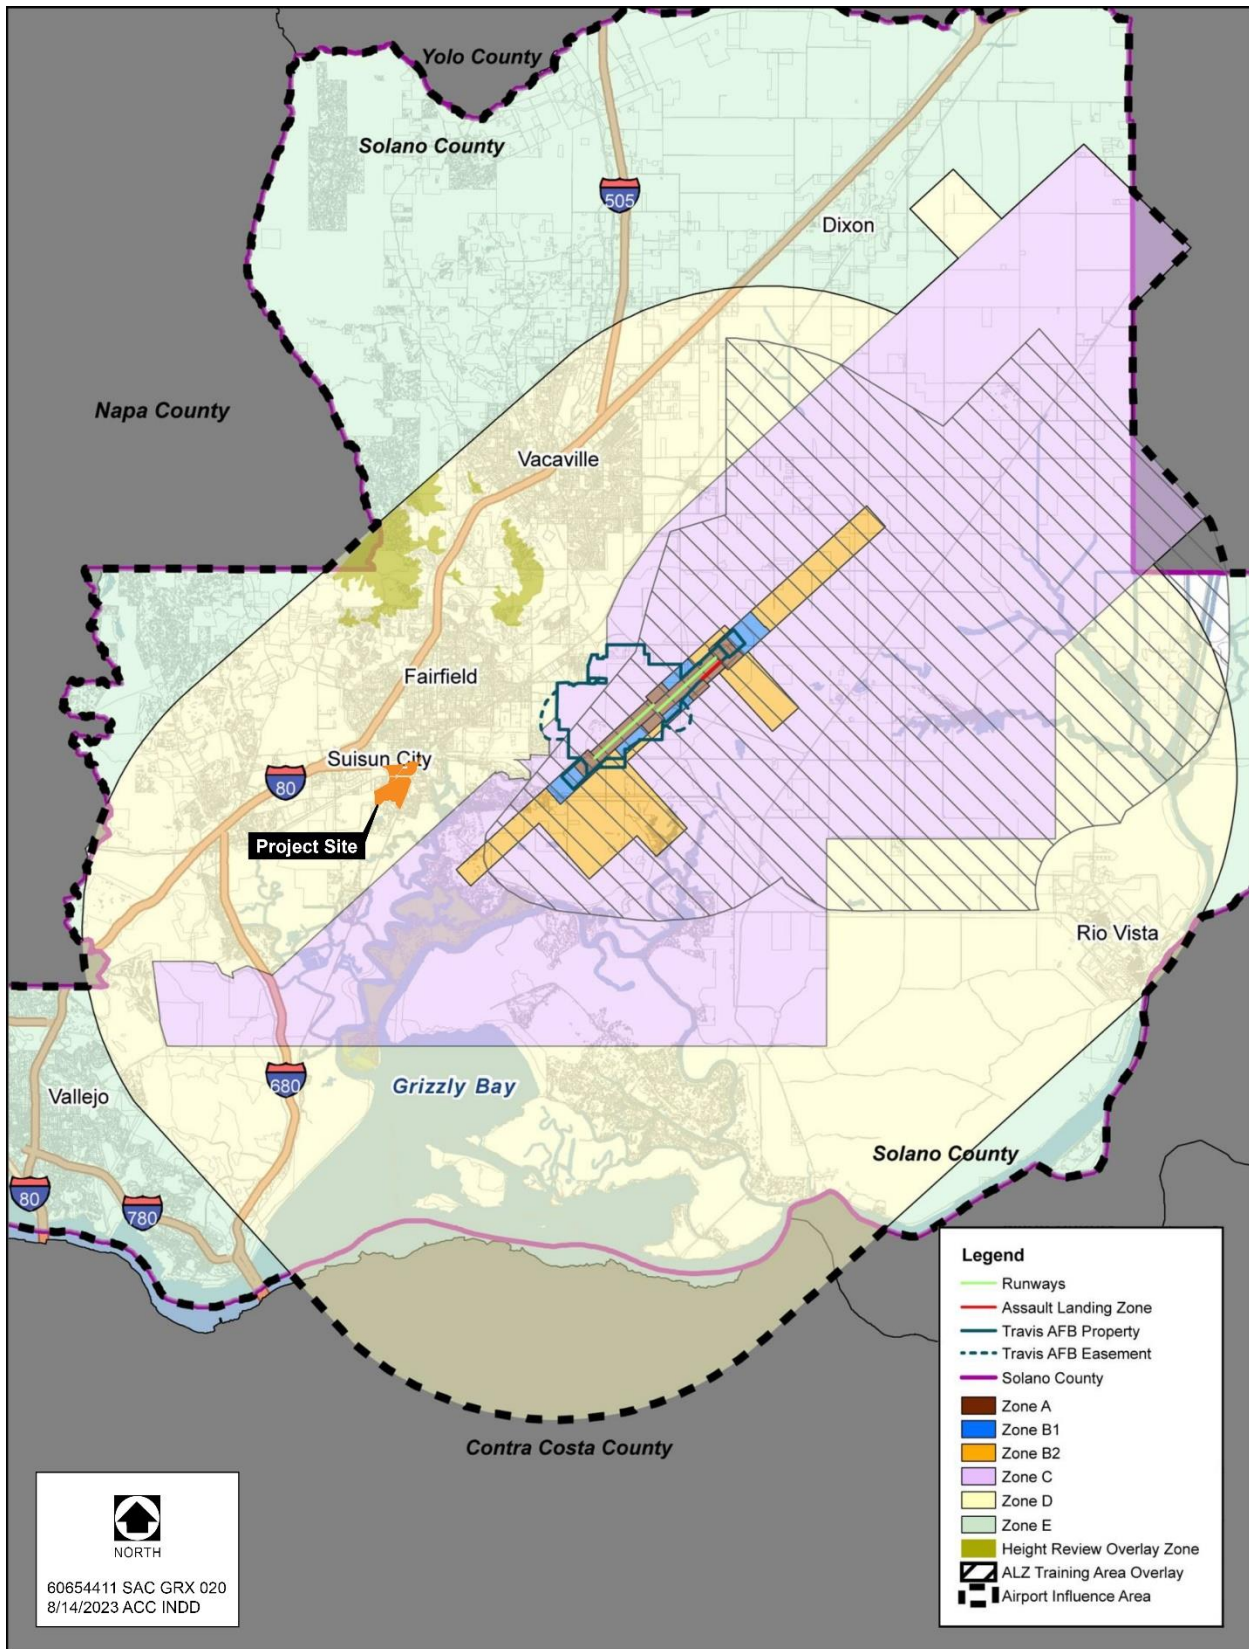 Yolo County
Solano County
505
Dixon
Napa County
Vacaville
Fairfield
Suisun City
80
Project Site
Rio Vista
680
Grizzly Bay
Vallejo
Solano County
80
780
Contra Costa County
Legend
Runways
Assault Landing Zone
Travis AFB Property
Travis AFB Easement
Solano County
Zone A
Zone B1
Zone B2
Zone C
Zone D
Zone E
Height Review Overlay Zone
ALZ Training Area Overlay
Airport Influence Area
NORTH
60654411 SAC GRX 020
8/14/2023 ACC INDD